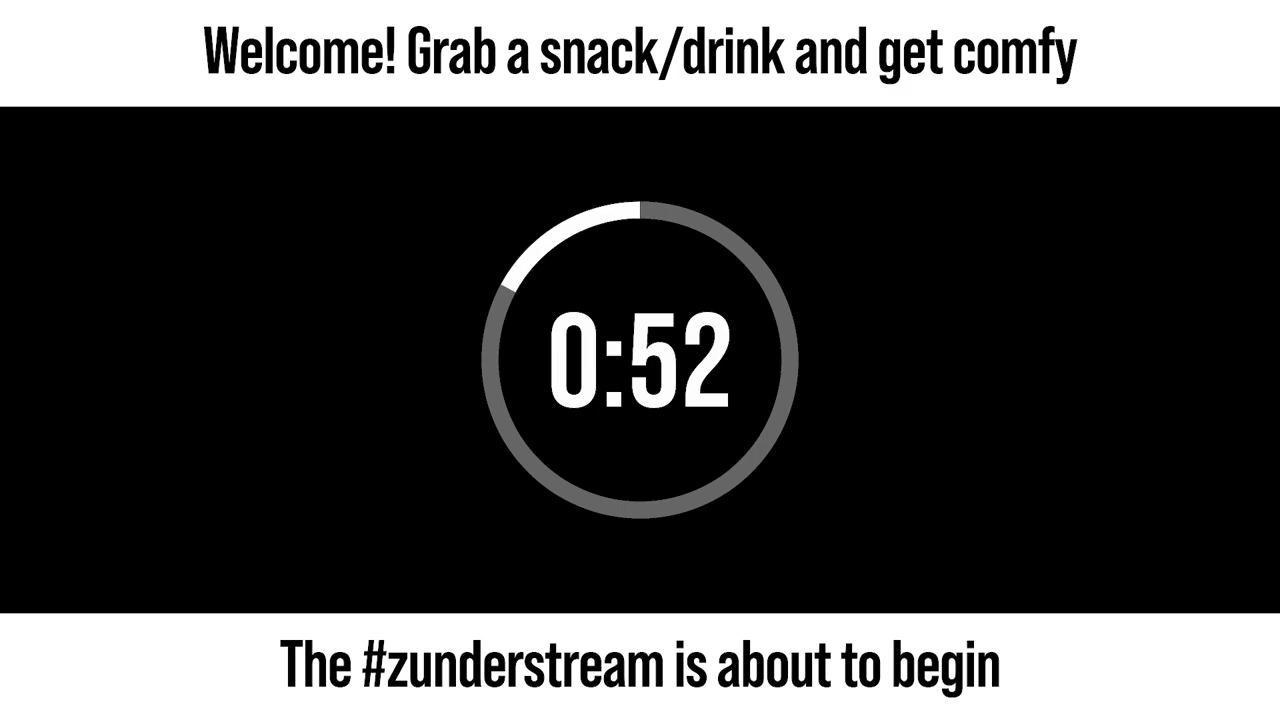 Welcome! Grab a snack/drink and get comfy
0:52
The #zunderstream is about to begin